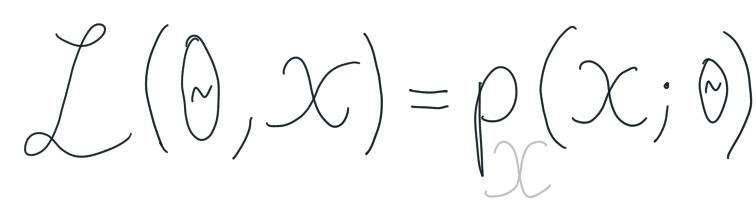 ℒ(θ, x) = pₓ(x; θ)